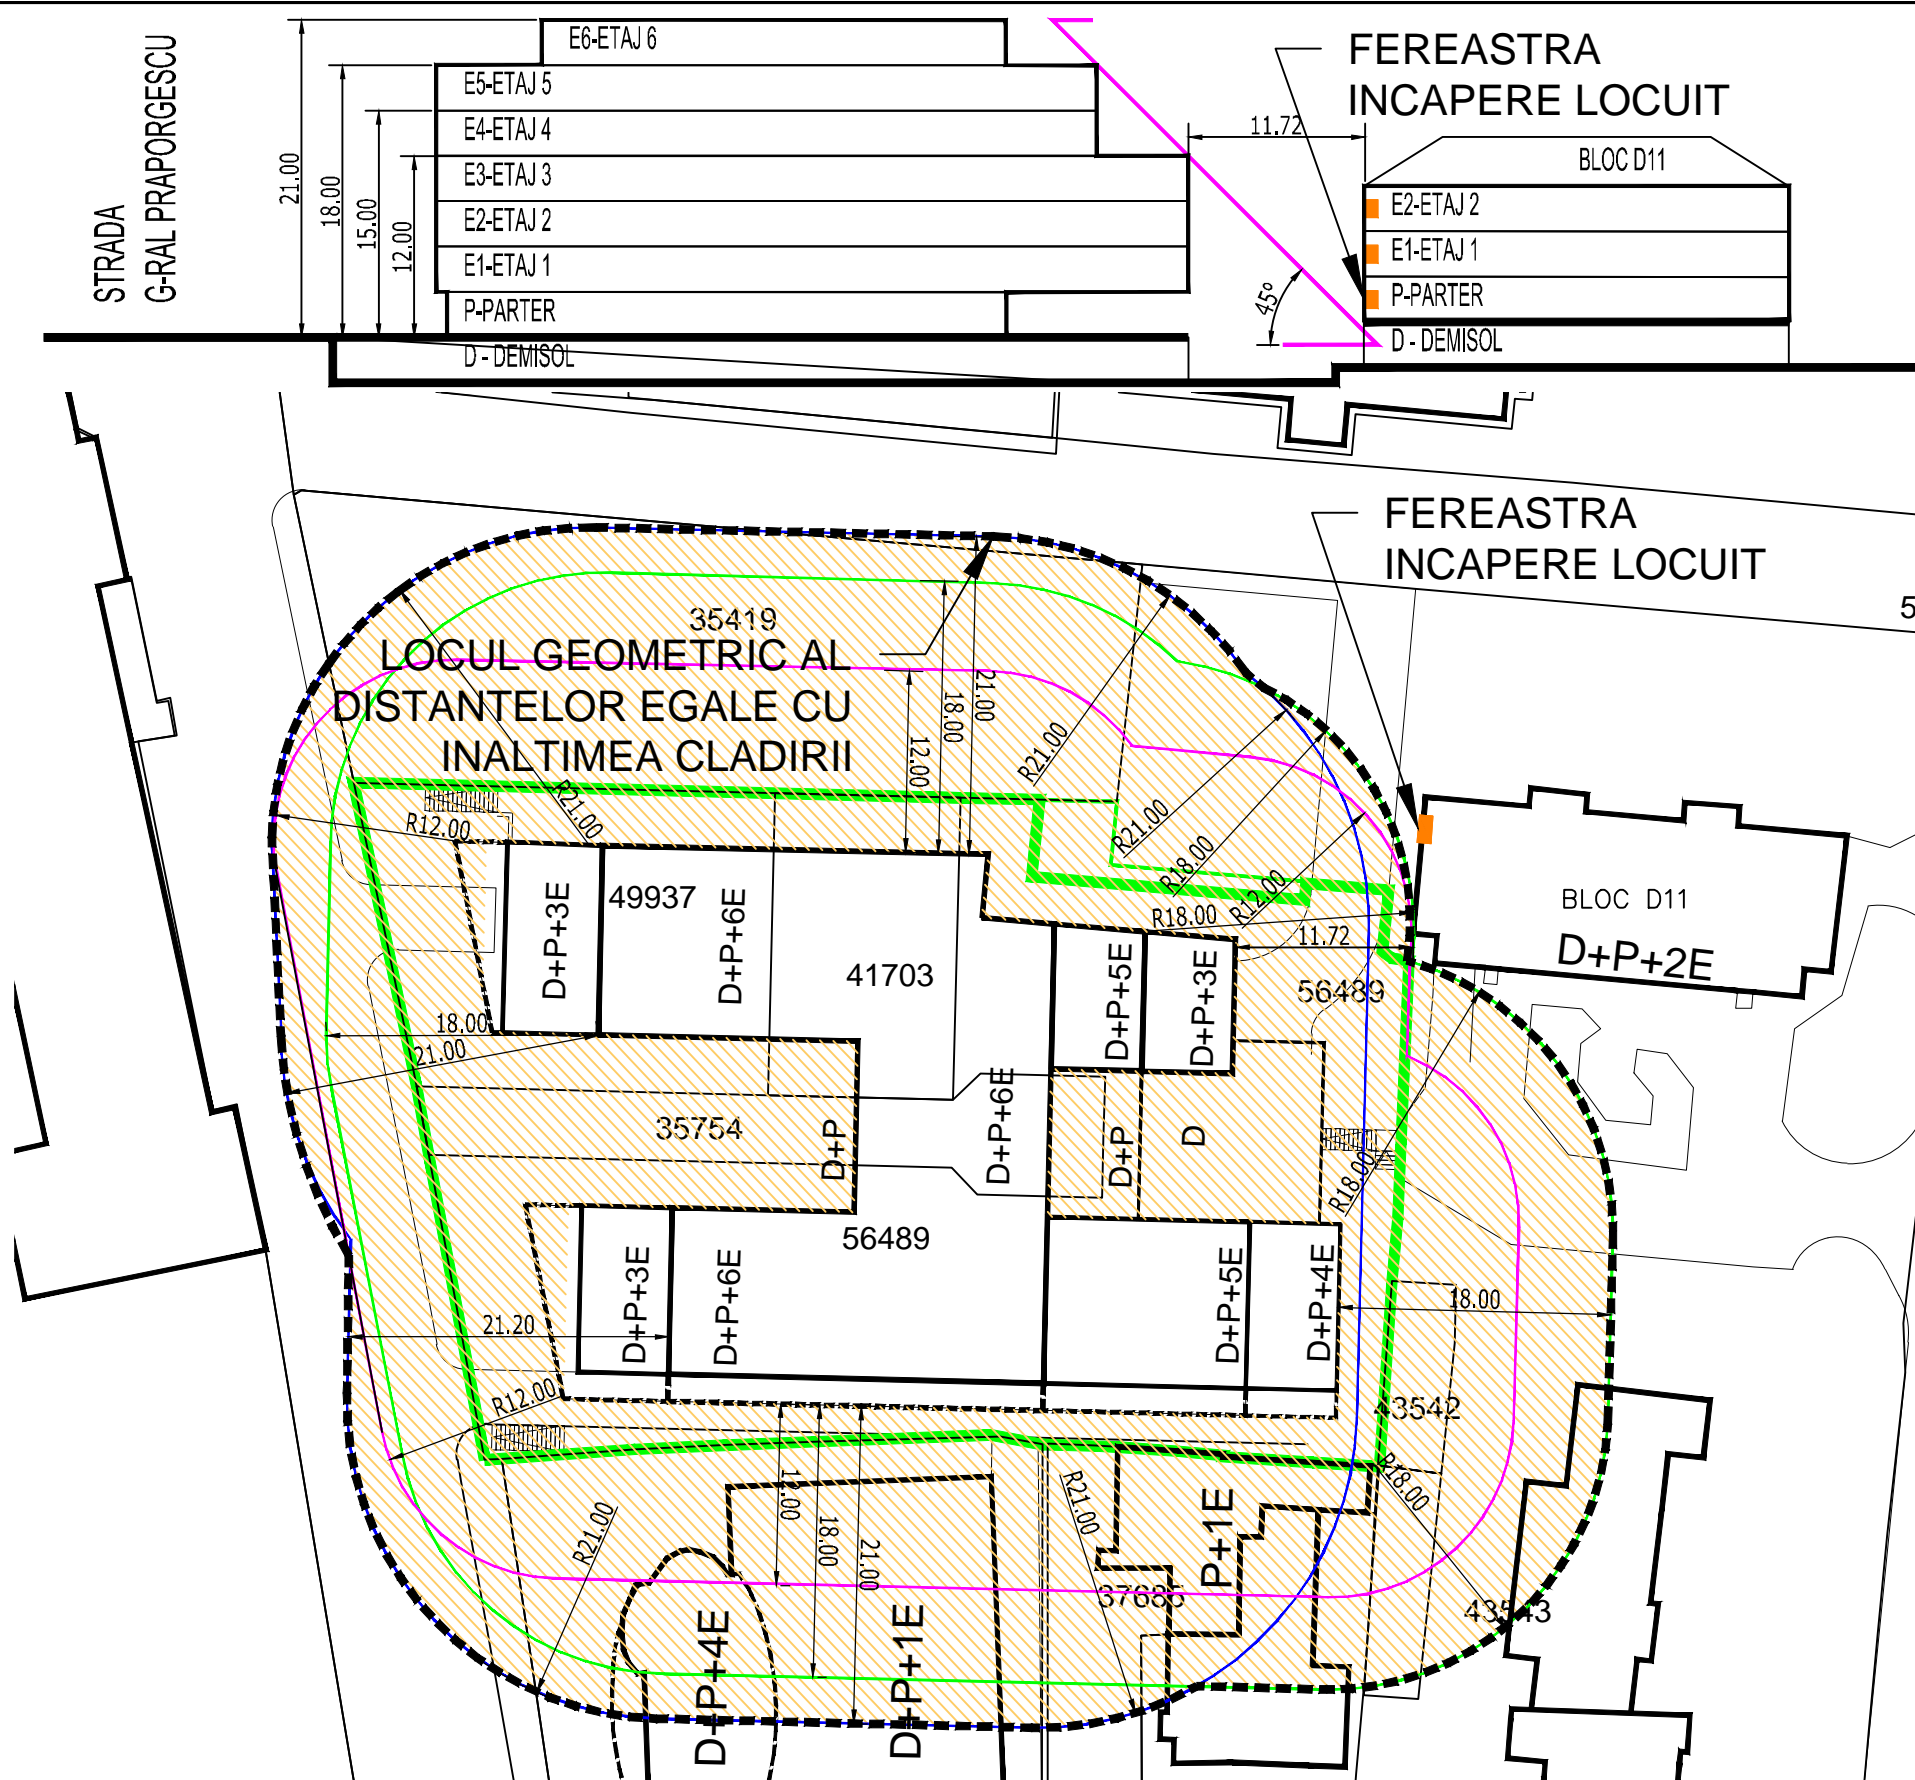 STRADA
G-RAL PRAPORGESCU
21.00
18.00
15.00
12.00
E6-ETAJ 6
E5-ETAJ 5
E4-ETAJ 4
E3-ETAJ 3
E2-ETAJ 2
E1-ETAJ 1
P-PARTER
D - DEMISOL
11.72
45°
FEREASTRA
INCAPERE LOCUIT
BLOC D11
E2-ETAJ 2
E1-ETAJ 1
P-PARTER
D - DEMISOL
FEREASTRA
INCAPERE LOCUIT
5
35419
LOCUL GEOMETRIC AL
DISTANTELOR EGALE CU
INALTIMEA CLADIRII
12.00
18.00
21.00
R21.00
R21.00
R12.00
R21.00
R18.00
R12.00
R18.00
11.72
49937
41703
D+P+3E
D+P+6E
D+P+5E
D+P+3E
56489
BLOC D11
D+P+2E
18.00
21.00
35754
D+P
D+P+6E
D+P
D
R18.00
56489
D+P+3E
D+P+6E
D+P+5E
D+P+4E
21.20
18.00
R12.00
43542
12.00
18.00
21.00
R21.00
R21.00
R18.00
P+1E
37685
43543
D+P+4E
D+P+1E